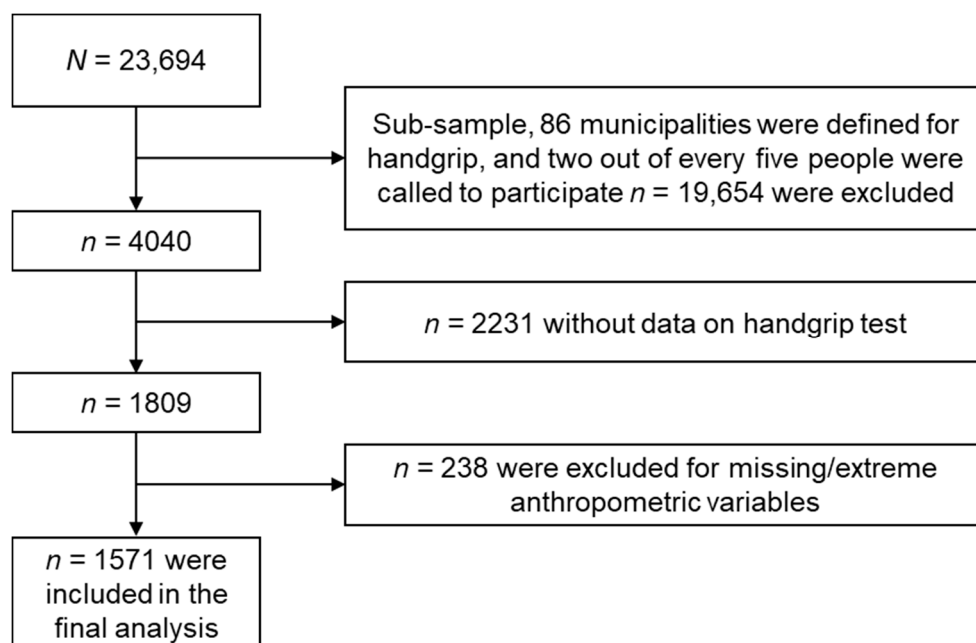 N = 23,694
Sub-sample, 86 municipalities were defined for
handgrip, and two out of every five people were
called to participate n = 19,654 were excluded
n = 4040
n = 2231 without data on handgrip test
n = 1809
n = 238 were excluded for missing/extreme
anthropometric variables
n = 1571 were
included in the
final analysis